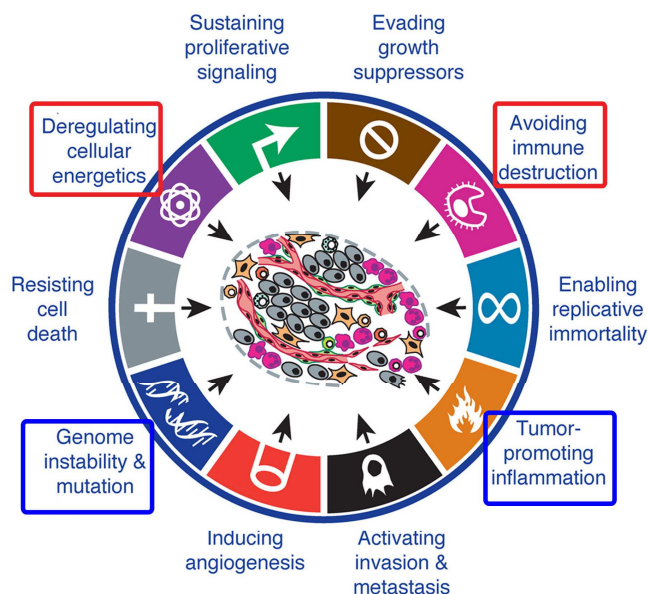 Sustaining
proliferative
signaling
Evading
growth
suppressors
Deregulating
cellular
energetics
Avoiding
immune
destruction
Resisting
cell
death
Enabling
replicative
immortality
Genome
instability &
mutation
Tumor-
promoting
inflammation
Inducing
angiogenesis
Activating
invasion &
metastasis